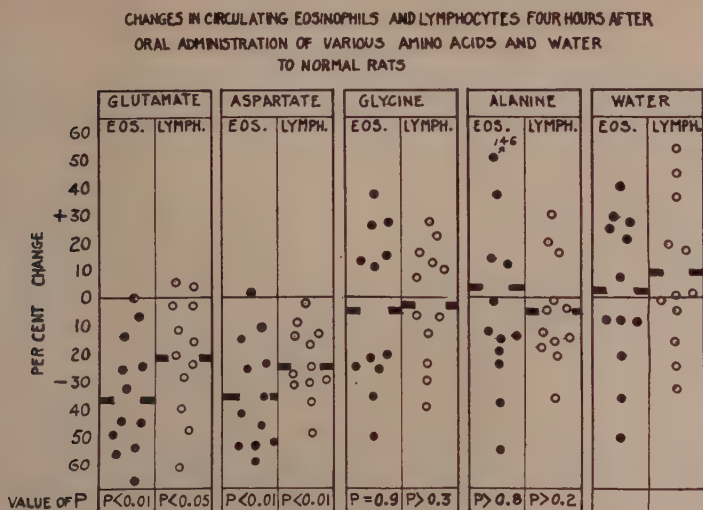 CHANGES IN CIRCULATING EOSINOPHILS AND LYMPHOCYTES FOUR HOURS AFTER
ORAL ADMINISTRATION OF VARIOUS AMINO ACIDS AND WATER
TO NORMAL RATS
GLUTAMATE ASPARTATE GLYCINE ALANINE WATER
EOS. LYMPH. EOS. LYMPH. EOS. LYMPH. EOS. LYMPH. EOS. LYMPH.
146
60
50
40
+30
20
10
0
10
20
-30
40
50
60
PER CENT CHANGE
VALUE OF P P<0.01 P<0.05 P<0.01 P<0.01 P=0.9 P>0.3 P>0.8 P>0.2